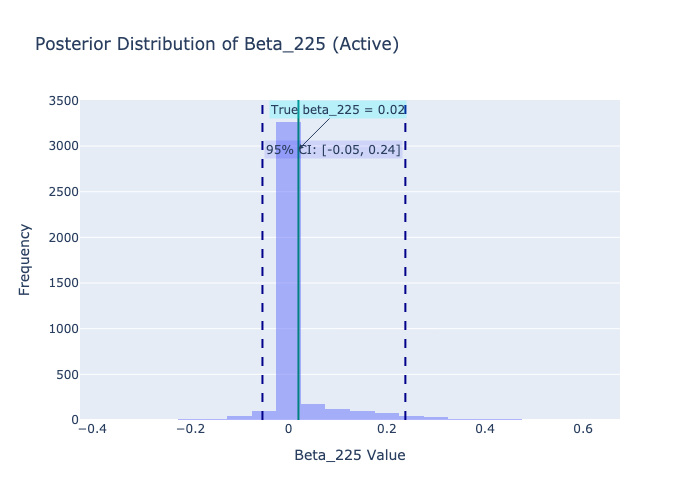 Posterior Distribution of Beta_225 (Active)
3500
True beta_225 = 0.02
3000
95% CI: [-0.05, 0.24]
2500
2000
Frequency
1500
1000
500
0
−0.4
−0.2
0
0.2
0.4
0.6
Beta_225 Value